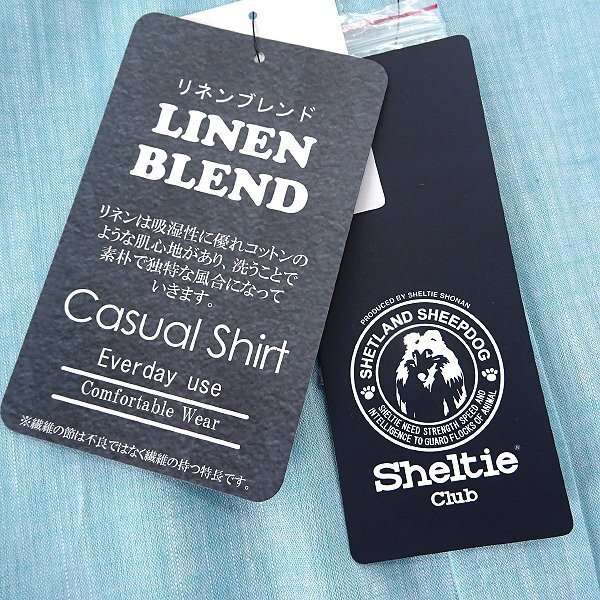 リネンブレンド
LINEN
BLEND
リネンは吸湿性に優れコットンの
ような肌心地があり、洗うことで
素朴で独特な風合になって
いきます。
Casual Shirt
Everday use
Comfortable Wear
※繊維の節は不良ではなく繊維の持つ特長です。
PRODUCED BY SHELTIE SHONAN
SHETLAND SHEEPDOG
SHELTIE NEED STRENGTH SPEED AND
INTELLIGENCE TO GUARD FLOCKS OF ANIMAL
Sheltie®
Club